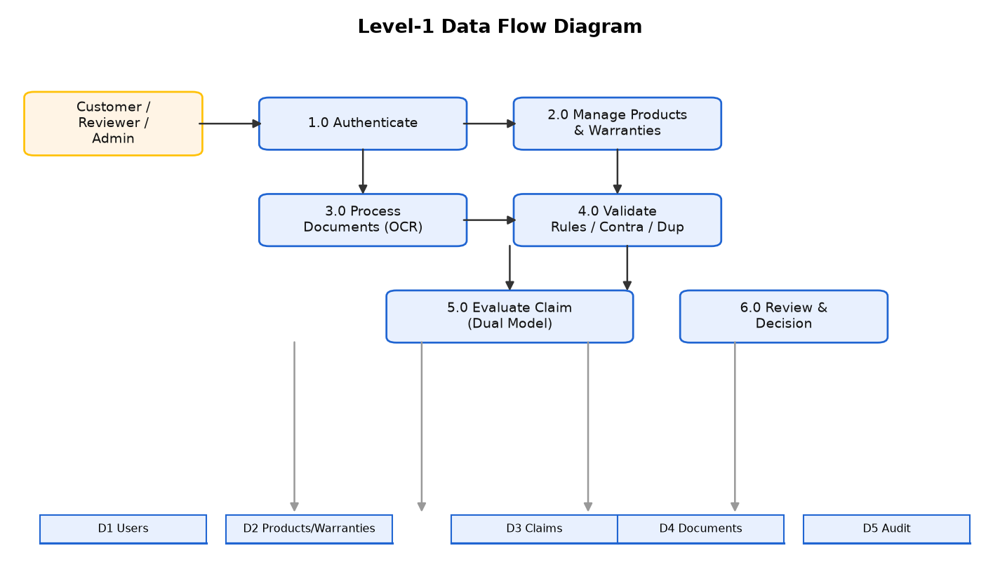 Level-1 Data Flow Diagram
Customer /
Reviewer /
Admin
1.0 Authenticate
2.0 Manage Products
& Warranties
3.0 Process
Documents (OCR)
4.0 Validate
Rules / Contra / Dup
5.0 Evaluate Claim
(Dual Model)
6.0 Review &
Decision
D1 Users
D2 Products/Warranties
D3 Claims
D4 Documents
D5 Audit